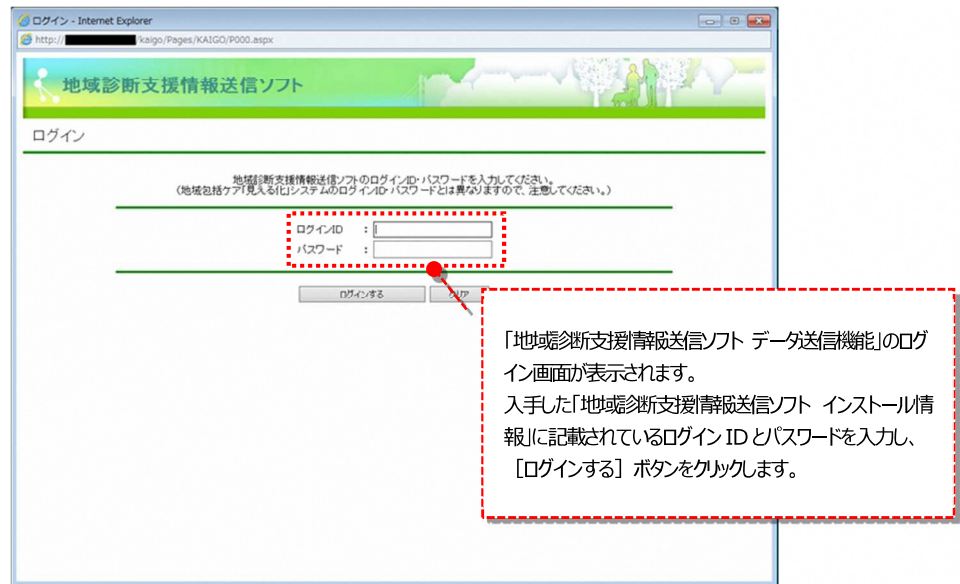 ログイン - Internet Explorer
http:// /kaigo/Pages/KAIGO/P000.aspx
地域診断支援情報送信ソフト
ログイン
地域診断支援情報送信ソフトのログインID・パスワードを入力してください。
(地域包括ケア「見える化」システムのログインID・パスワードとは異なりますので、注意してください。)
ログインID :
パスワード :
ログインする クリア
「地域診断支援情報送信ソフト データ送信機能」のログ
イン画面が表示されます。
入手した「地域診断支援情報送信ソフト インストール情
報」に記載されているログイン ID とパスワードを入力し、
[ログインする] ボタンをクリックします。